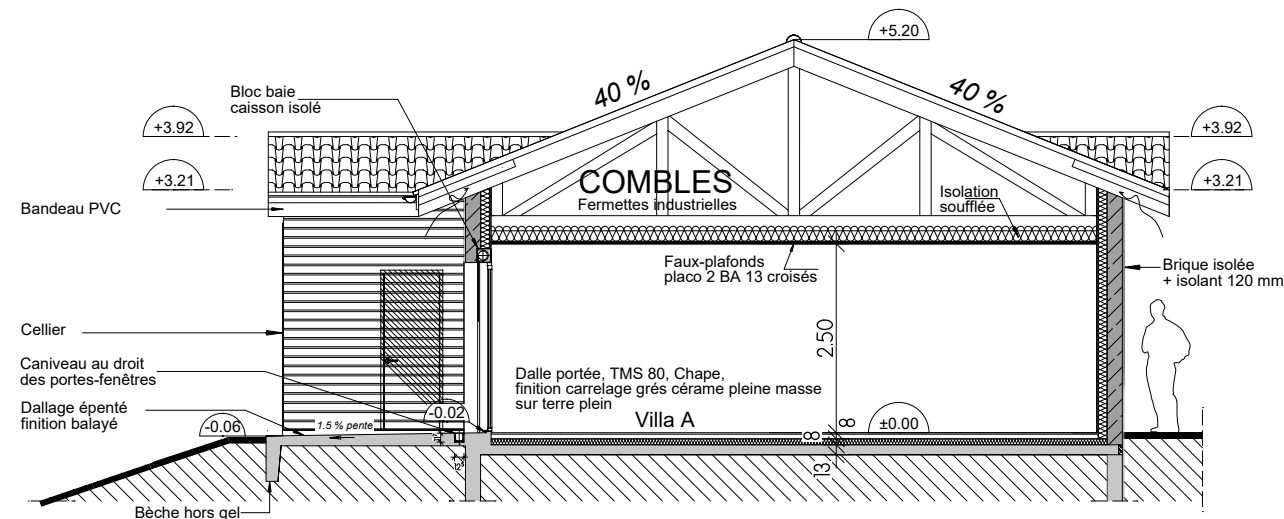 +5.20
Bloc baie
caisson isolé
40 %
40 %
+3.92
+3.92
+3.21
+3.21
COMBLES
Fermettes industrielles
Isolation
soufflée
Bandeau PVC
Faux-plafonds
placo 2 BA 13 croisés
Brique isolée
+ isolant 120 mm
Cellier
2.50
Caniveau au droit
des portes-fenêtres
Dalle portée, TMS 80, Chape,
finition carrelage grés cérame pleine masse
sur terre plein
Dallage épenté
finition balayé
-0.06
1.5 % pente
-0.02
Villa A
8
8
±0.00
13
Bèche hors gel